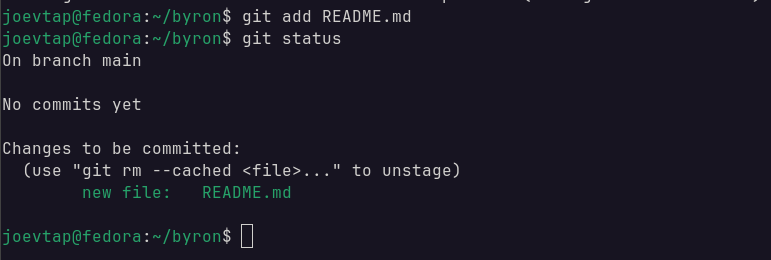 joevtap@fedora:~/byron$ git add README.md
joevtap@fedora:~/byron$ git status
On branch main
No commits yet
Changes to be committed:
(use "git rm --cached <file>..." to unstage)
new file: README.md
joevtap@fedora:~/byron$